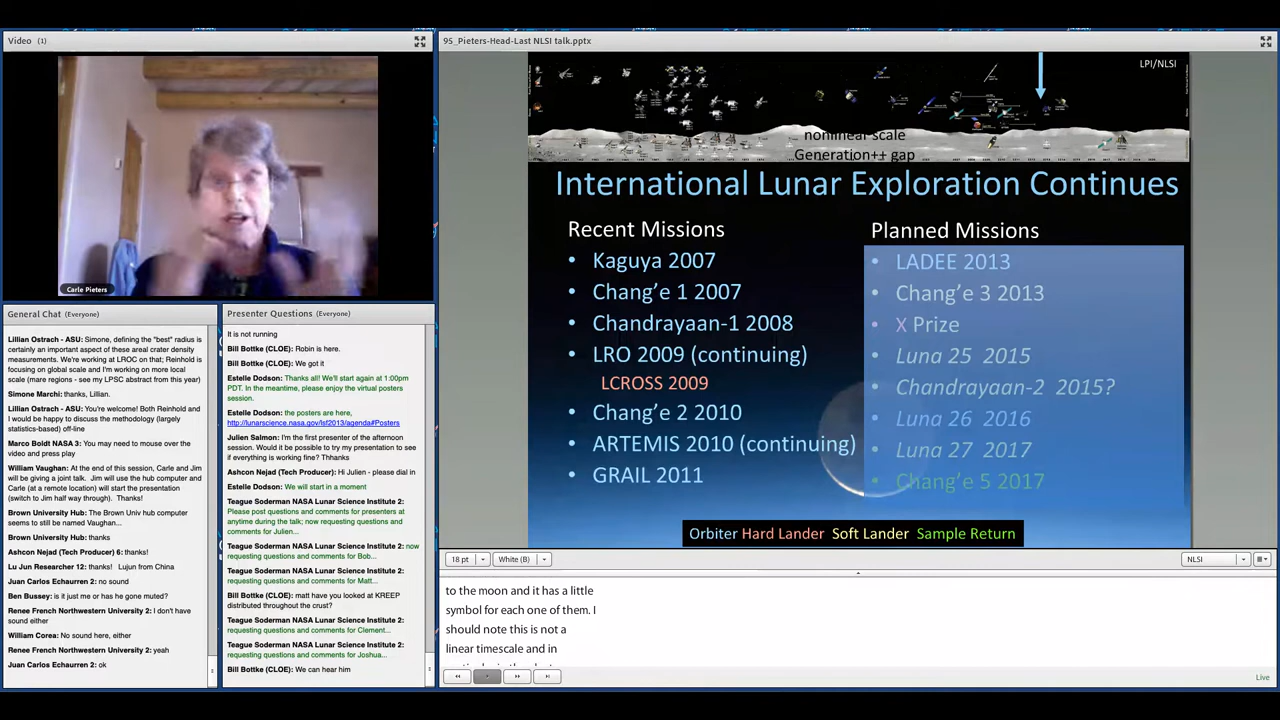 Video (1)
Carle Pieters
General Chat (Everyone)
Lillian Ostrach - ASU: Simone, defining the "best" radius is
certainly an important aspect of these areal crater density
measurements. We're working at LROC on that; Reinhold is
focusing on global scale and I'm working on more local
scale (mare regions - see my LPSC abstract from this year)
Simone Marchi: thanks, Lillian.
Lillian Ostrach - ASU: You're welcome! Both Reinhold and
I would be happy to discuss the methodology (largely
statistics-based) off-line
Marco Boldt NASA 3: You may need to mouse over the
video and press play
William Vaughan: At the end of this session, Carle and Jim
will be giving a joint talk. Jim will use the hub computer and
Carle (at a remote location) will start the presentation
(switch to Jim half way through). Thanks!
Brown University Hub: The Brown Univ hub computer
seems to still be named Vaughan...
Brown University Hub: thanks
Ashcon Nejad (Tech Producer) 6: thanks!
Lu Jun Researcher 12: thanks! Lujun from China
Juan Carlos Echaurren 2: no sound
Ben Bussey: is it just me or has he gone muted?
Renee French Northwestern University 2: I don't have
sound either
William Corea: No sound here, either
Renee French Northwestern University 2: yeah
Juan Carlos Echaurren 2: ok
Presenter Questions (Everyone)
It is not running
Bill Bottke (CLOE): Robin is here.
Bill Bottke (CLOE): We got it
Estelle Dodson: Thanks all! We'll start again at 1:00pm
PDT. In the meantime, please enjoy the virtual posters
session.
Estelle Dodson: the posters are here,
http://lunarscience.nasa.gov/lsf2013/agenda#Posters
Julien Salmon: I'm the first presenter of the afternoon
session. Would it be possible to try my presentation to see
if everything is working fine? Thhanks
Ashcon Nejad (Tech Producer): Hi Julien - please dial in
Estelle Dodson: We will start in a moment
Teague Soderman NASA Lunar Science Institute 2:
Please post questions and comments for presenters at
anytime during the talk; now requesting questions and
comments for Julien...
Teague Soderman NASA Lunar Science Institute 2: now
requesting questions and comments for Bob...
Teague Soderman NASA Lunar Science Institute 2:
requesting questions and comments for Matt...
Bill Bottke (CLOE): matt have you looked at KREEP
distributed throughout the crust?
Teague Soderman NASA Lunar Science Institute 2:
requesting questions and comments for Clement...
Teague Soderman NASA Lunar Science Institute 2:
requesting questions and comments for Joshua...
Bill Bottke (CLOE): We can hear him
95_Pieters-Head-Last NLSI talk.pptx
LPI/NLSI
nonlinear scale
Generation++ gap
International Lunar Exploration Continues
Recent Missions
• Kaguya 2007
• Chang'e 1 2007
• Chandrayaan-1 2008
• LRO 2009 (continuing)
LCROSS 2009
• Chang'e 2 2010
• ARTEMIS 2010 (continuing)
• GRAIL 2011
Planned Missions
• LADEE 2013
• Chang'e 3 2013
• X Prize
• Luna 25 2015
• Chandrayaan-2 2015?
• Luna 26 2016
• Luna 27 2017
• Chang'e 5 2017
Orbiter Hard Lander Soft Lander Sample Return
18 pt White (B) NLSI
to the moon and it has a little
symbol for each one of them. I
should note this is not a
linear timescale and in
Live